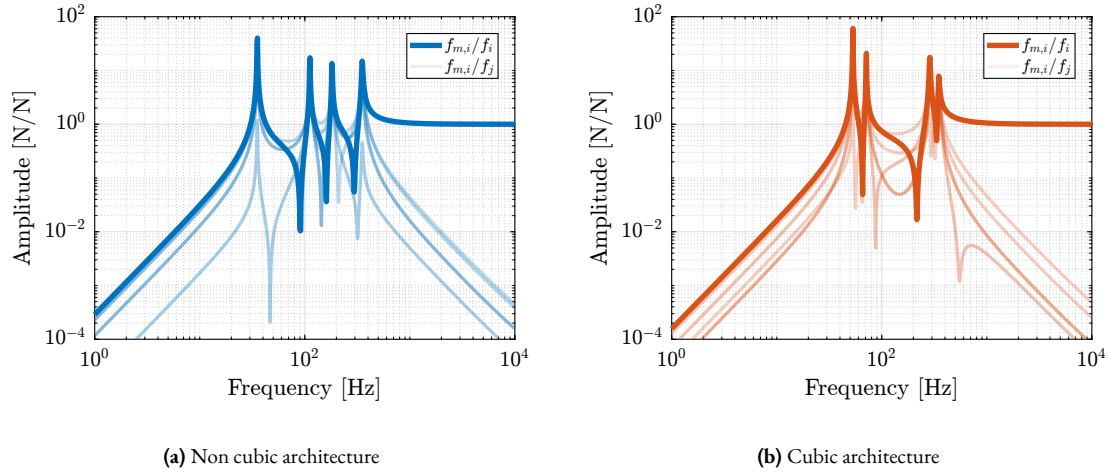 10^2
10^0
10^{-2}
10^{-4}
Amplitude [N/N]
f_{m,i}/f_i
f_{m,i}/f_j
10^0
10^2
10^4
Frequency [Hz]
(a) Non cubic architecture
10^2
10^0
10^{-2}
10^{-4}
Amplitude [N/N]
f_{m,i}/f_i
f_{m,i}/f_j
10^0
10^2
10^4
Frequency [Hz]
(b) Cubic architecture